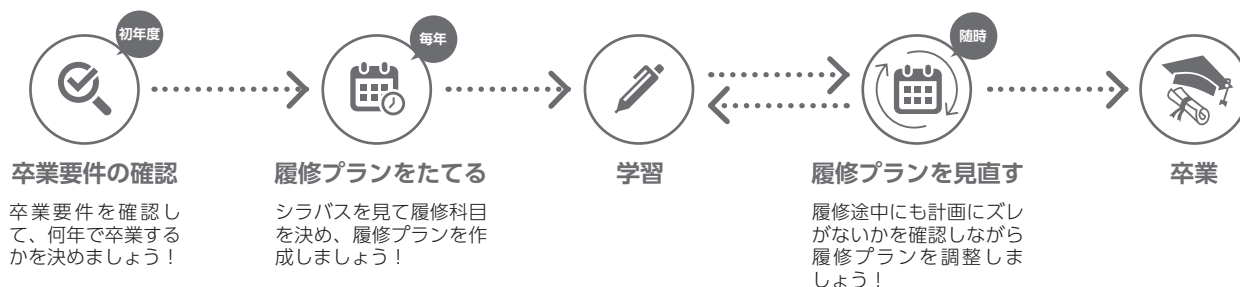 初年度
卒業要件の確認
卒業要件を確認し
て、何年で卒業する
かを決めましょう！
毎年
履修プランをたてる
シラバスを見て履修科目
を決め、履修プランを作
成しましょう！
学習
随時
履修プランを見直す
履修途中にも計画にズレ
がないかを確認しながら
履修プランを調整しま
しょう！
卒業